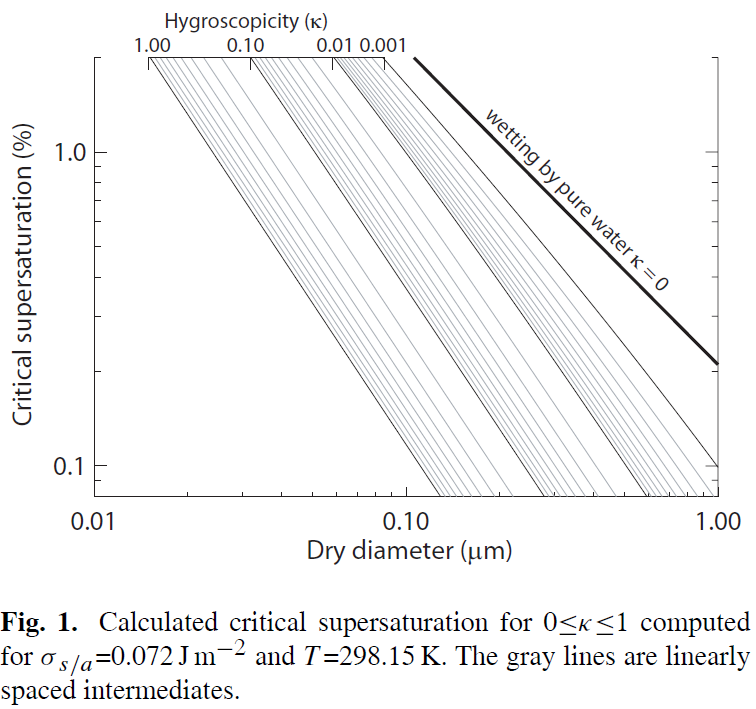 Hygroscopicity (κ)
1.00 0.10 0.01 0.001
Critical supersaturation (%)
1.0
0.1
wetting by pure water κ = 0
0.01 0.10 1.00
Dry diameter (μm)
Fig. 1. Calculated critical supersaturation for 0≤κ≤1 computed
for σs/a=0.072 J m−2 and T=298.15 K. The gray lines are linearly
spaced intermediates.